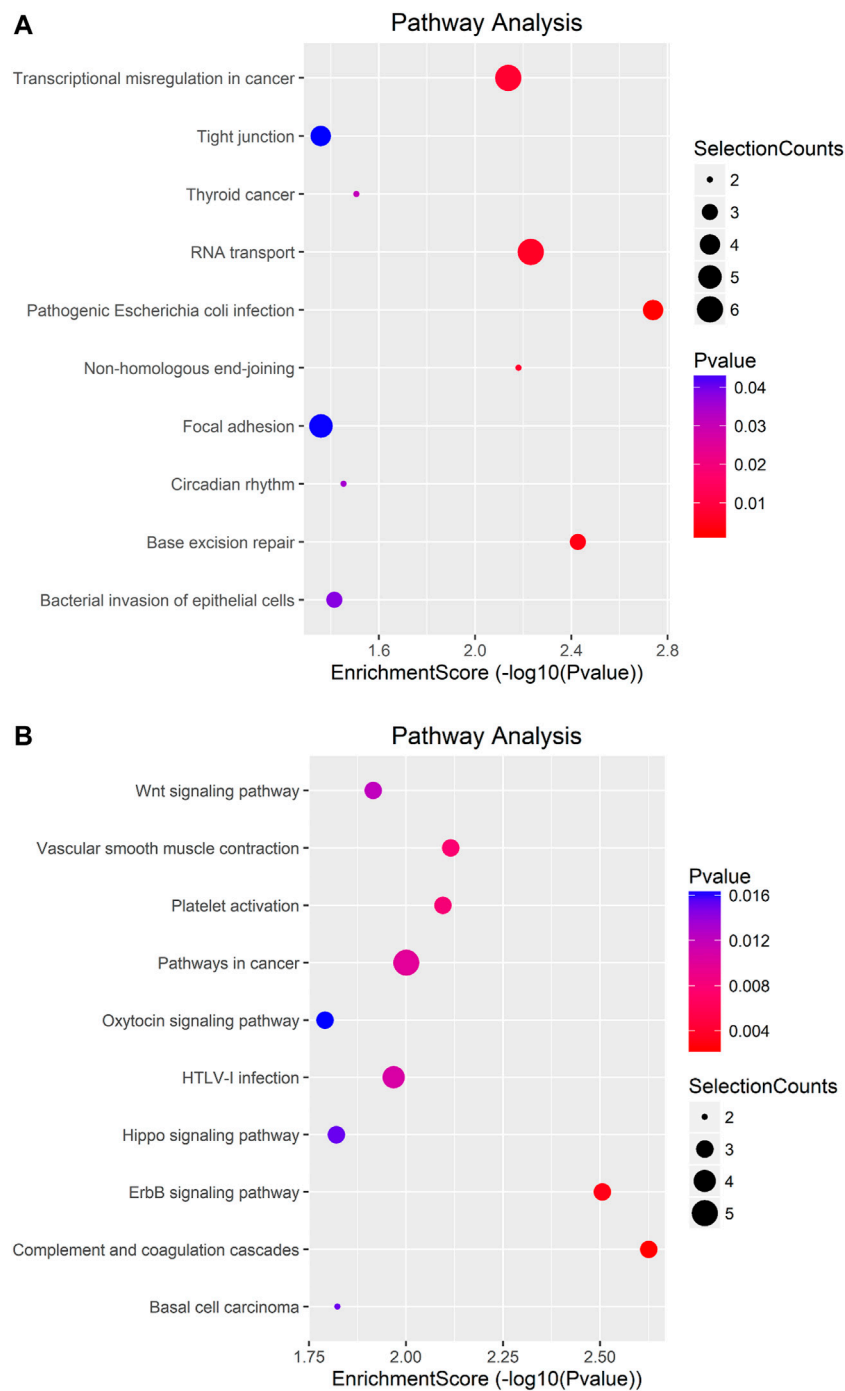 A
Pathway Analysis
Transcriptional misregulation in cancer
Tight junction
Thyroid cancer
RNA transport
Pathogenic Escherichia coli infection
Non-homologous end-joining
Focal adhesion
Circadian rhythm
Base excision repair
Bacterial invasion of epithelial cells
1.6 2.0 2.4 2.8
EnrichmentScore (-log10(Pvalue))
SelectionCounts
2
3
4
5
6
Pvalue
0.04
0.03
0.02
0.01
B
Pathway Analysis
Wnt signaling pathway
Vascular smooth muscle contraction
Platelet activation
Pathways in cancer
Oxytocin signaling pathway
HTLV-I infection
Hippo signaling pathway
ErbB signaling pathway
Complement and coagulation cascades
Basal cell carcinoma
1.75 2.00 2.25 2.50
EnrichmentScore (-log10(Pvalue))
Pvalue
0.016
0.012
0.008
0.004
SelectionCounts
2
3
4
5